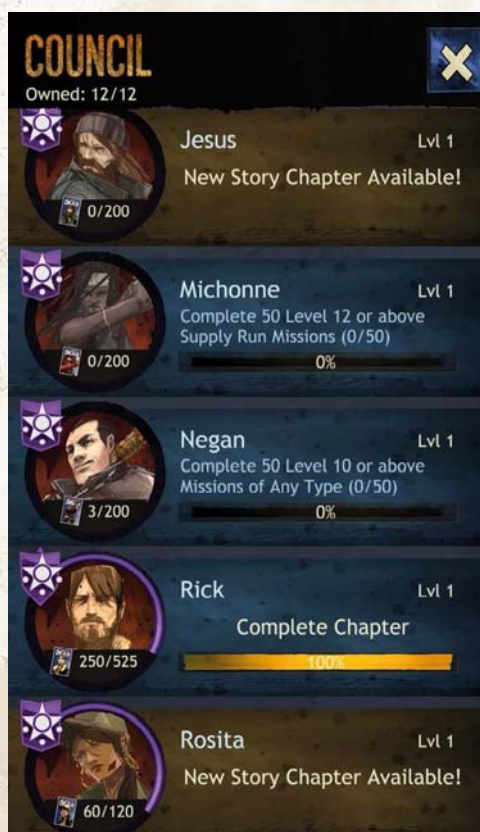 COUNCIL
Owned: 12/12
Jesus Lvl 1
New Story Chapter Available!
0/200
Michonne Lvl 1
Complete 50 Level 12 or above
Supply Run Missions (0/50)
0/200 0%
Negan Lvl 1
Complete 50 Level 10 or above
Missions of Any Type (0/50)
3/200 0%
Rick Lvl 1
Complete Chapter
250/525 100%
Rosita Lvl 1
New Story Chapter Available!
60/120